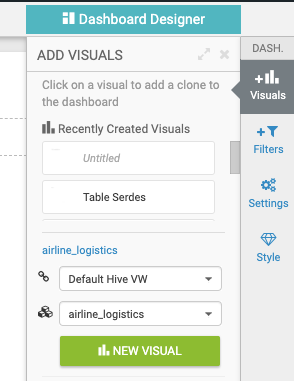 Dashboard Designer
ADD VISUALS
Click on a visual to add a clone to
the dashboard
Recently Created Visuals
Untitled
Table Serdes
airline_logistics
Default Hive VW
airline_logistics
NEW VISUAL
DASH.
Visuals
Filters
Settings
Style